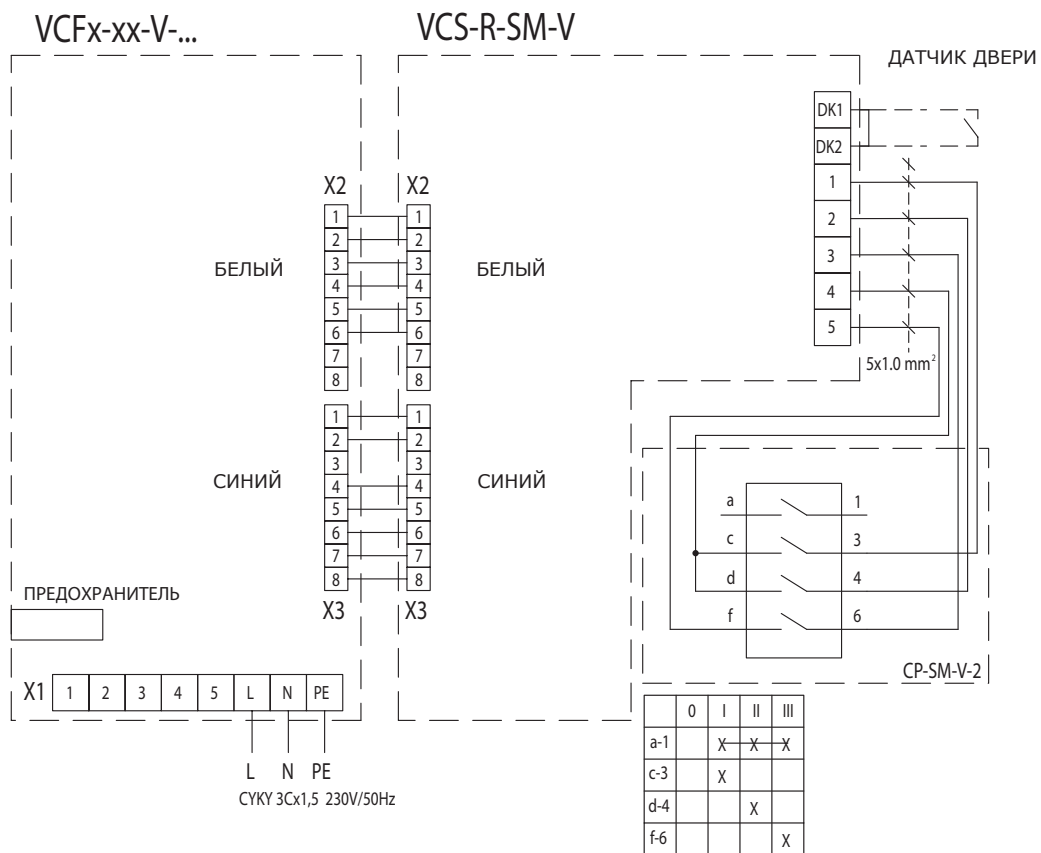 VCFx-xx-V-...
VCS-R-SM-V
ДАТЧИК ДВЕРИ
DK1
DK2
1
2
3
4
5
5x1.0 mm²
X2
X2
1
1
2
2
3
3
4
4
5
5
6
6
7
7
8
8
БЕЛЫЙ
БЕЛЫЙ
1
1
2
2
3
3
4
4
5
5
6
6
7
7
8
8
СИНИЙ
СИНИЙ
X3
X3
ПРЕДОХРАНИТЕЛЬ
X1 1 2 3 4 5 L N PE
L N PE
CYKY 3Cx1,5 230V/50Hz
a 1
c 3
d 4
f 6
CP-SM-V-2
0 I II III
a-1 X X X
c-3 X
d-4 X
f-6 X